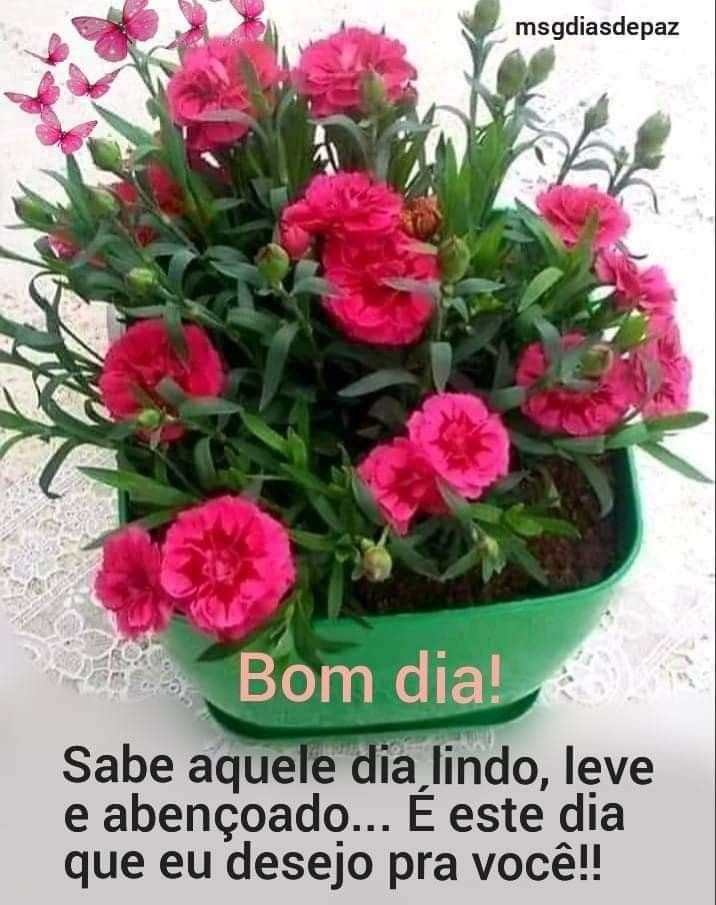 msgdiasdepaz
Bom dia!
Sabe aquele dia lindo, leve
e abençoado... É este dia
que eu desejo pra você!!